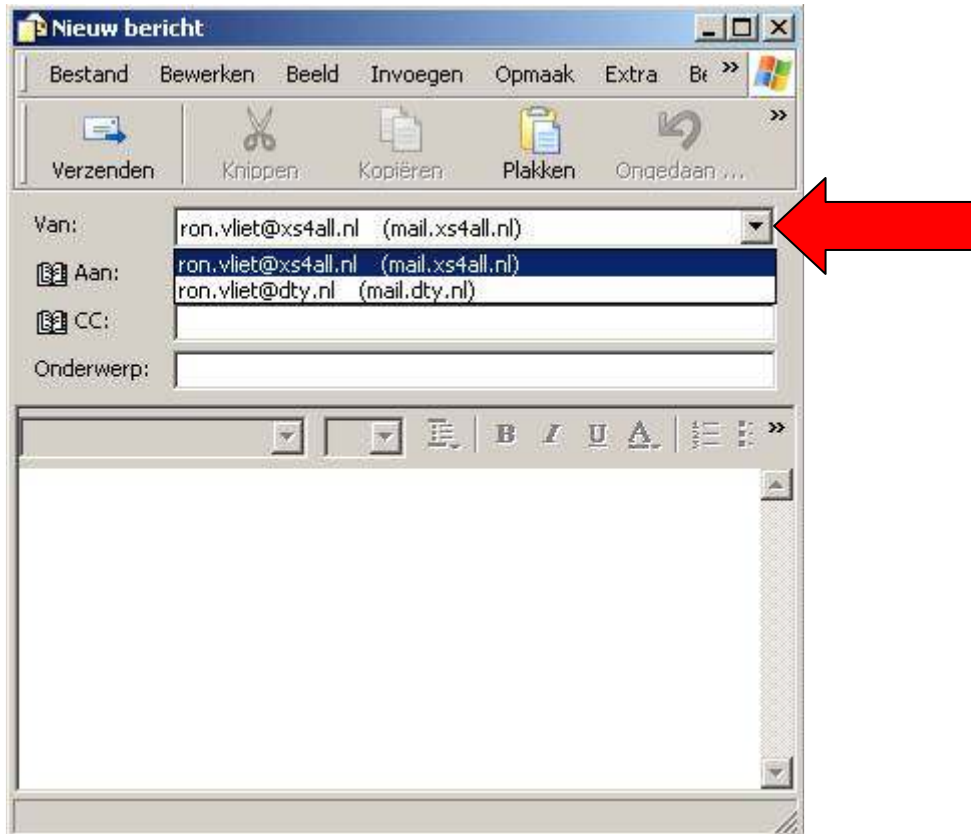 Nieuw bericht
Bestand Bewerken Beeld Invoegen Opmaak Extra Be »
Verzenden Knippen Kopiëren Plakken Ongedaan ... »
Van: ron.vliet@xs4all.nl (mail.xs4all.nl)
ron.vliet@xs4all.nl (mail.xs4all.nl)
Aan:
ron.vliet@dty.nl (mail.dty.nl)
CC:
Onderwerp:
B I U A »